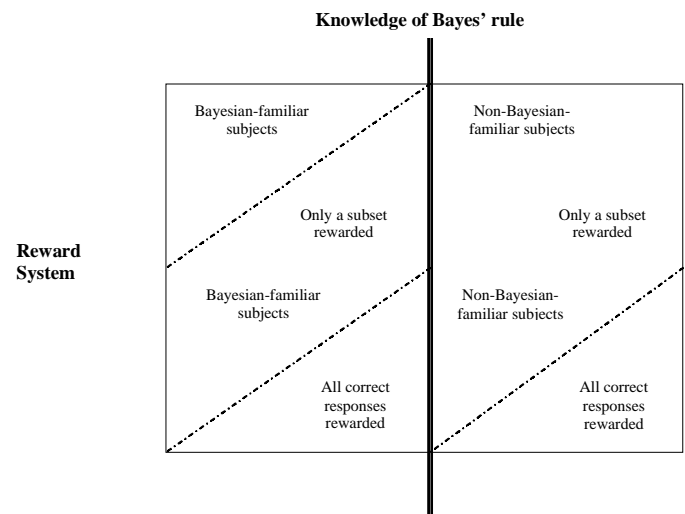 Knowledge of Bayes' rule
Bayesian-familiar
subjects
Non-Bayesian-
familiar subjects
Only a subset
rewarded
Only a subset
rewarded
Reward
System
Bayesian-familiar
subjects
Non-Bayesian-
familiar subjects
All correct
responses
rewarded
All correct
responses
rewarded